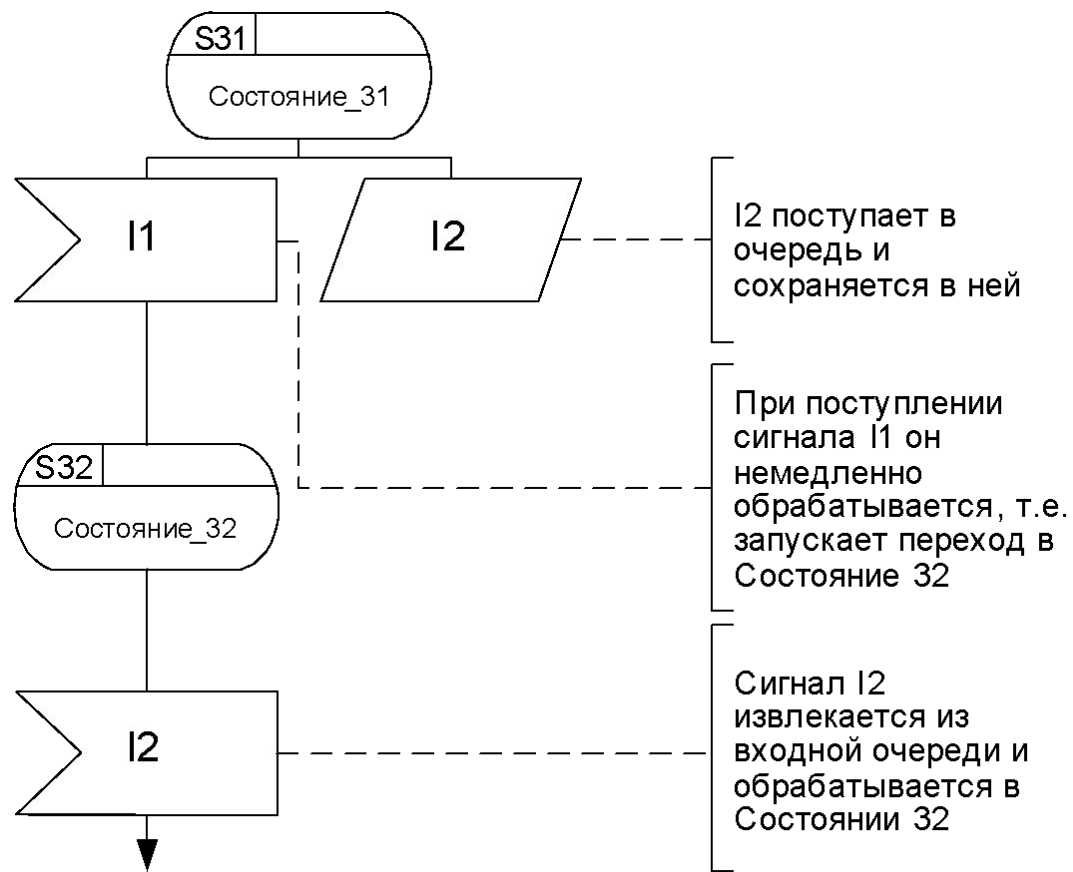 S31
Состояние_31
I1
I2
I2 поступает в
очередь и
сохраняется в ней
При поступлении
сигнала I1 он
немедленно
обрабатывается, т.е.
запускает переход в
Состояние 32
S32
Состояние_32
I2
Сигнал I2
извлекается из
входной очереди и
обрабатывается в
Состоянии 32